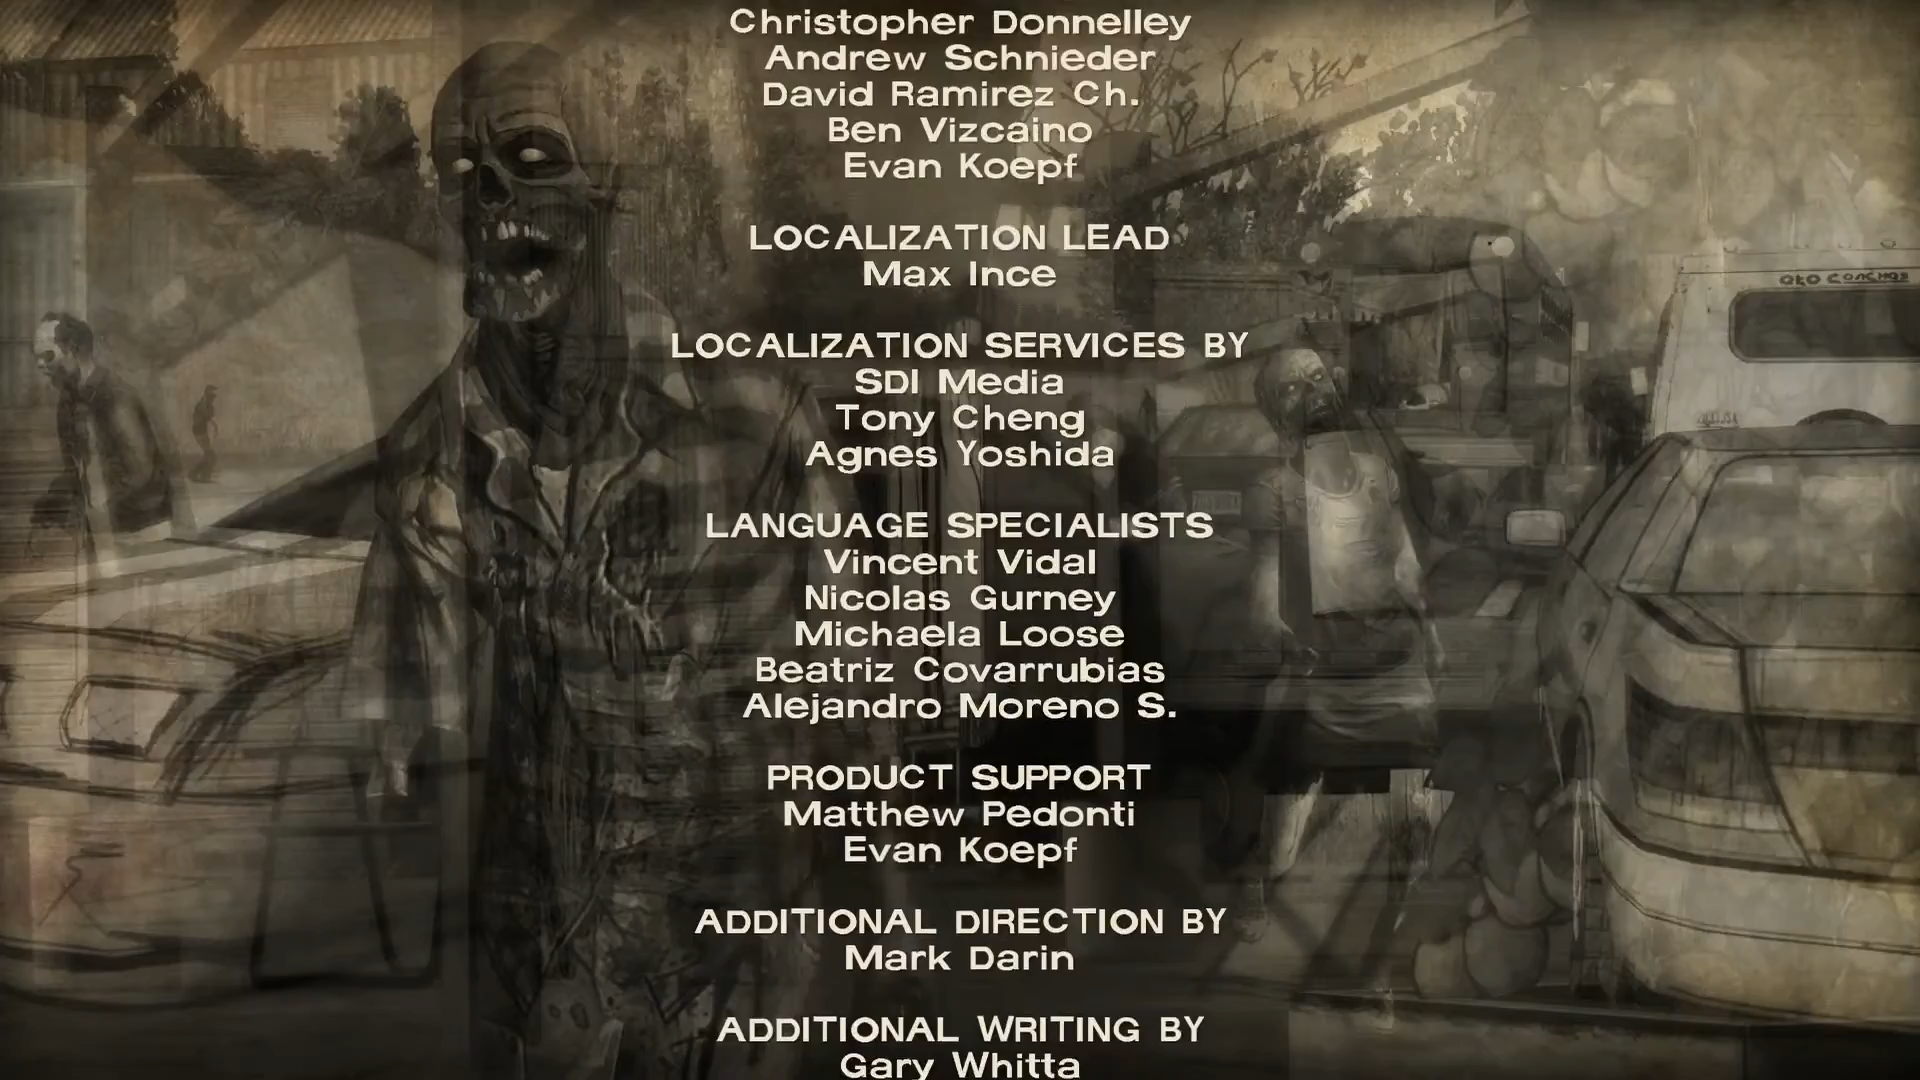 Christopher Donnelley
Andrew Schnieder
David Ramirez Ch.
Ben Vizcaino
Evan Koepf
LOCALIZATION LEAD
Max Ince
LOCALIZATION SERVICES BY
SDI Media
Tony Cheng
Agnes Yoshida
LANGUAGE SPECIALISTS
Vincent Vidal
Nicolas Gurney
Michaela Loose
Beatriz Covarrubias
Alejandro Moreno S.
PRODUCT SUPPORT
Matthew Pedonti
Evan Koepf
ADDITIONAL DIRECTION BY
Mark Darin
ADDITIONAL WRITING BY
Gary Whitta